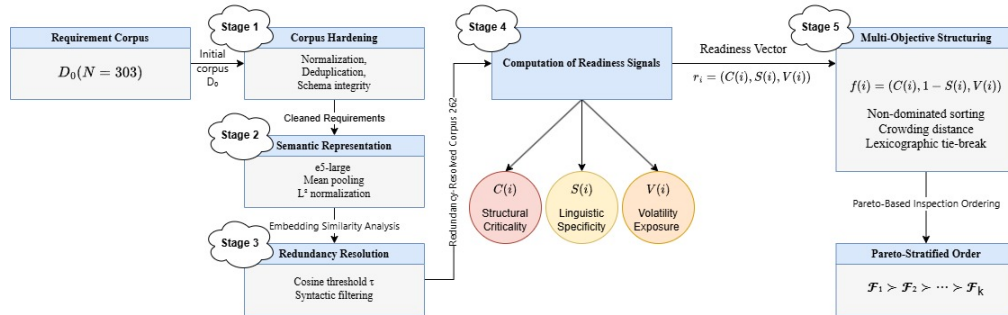 Requirement Corpus
D₀(N = 303)
Initial
corpus
D₀
Stage 1
Corpus Hardening
Normalization,
Deduplication,
Schema integrity
Cleaned Requirements
Stage 2
Semantic Representation
e5-large
Mean pooling
L² normalization
Embedding Similarity Analysis
Stage 3
Redundancy Resolution
Cosine threshold τ
Syntactic filtering
Redundancy-Resolved Corpus 262
Stage 4
Computation of Readiness Signals
C(i)
Structural
Criticality
S(i)
Linguistic
Specificity
V(i)
Volatility
Exposure
Readiness Vector
rᵢ = (C(i), S(i), V(i))
Stage 5
Multi-Objective Structuring
f(i) = (C(i), 1 − S(i), V(i))
Non-dominated sorting
Crowding distance
Lexicographic tie-break
Pareto-Based Inspection Ordering
Pareto-Stratified Order
𝓕₁ ≻ 𝓕₂ ≻ ⋯ ≻ 𝓕ₖ